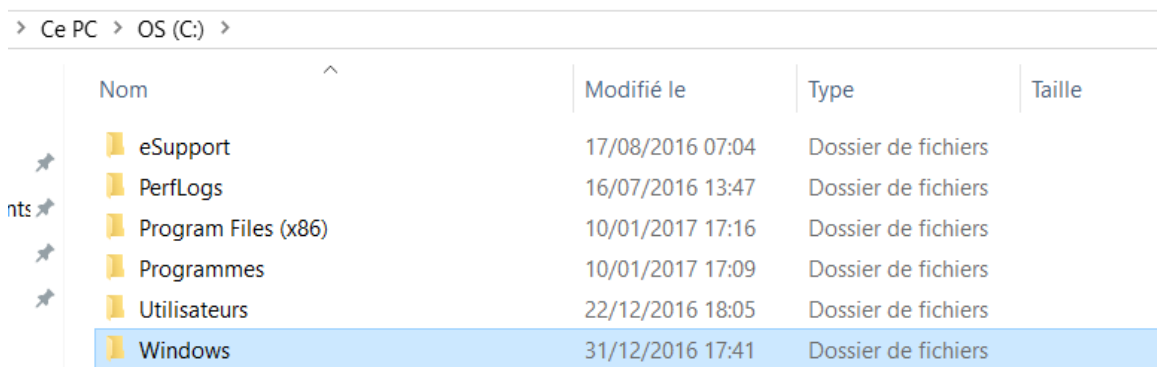 > Ce PC > OS (C:) >
Nom Modifié le Type Taille
eSupport 17/08/2016 07:04 Dossier de fichiers
PerfLogs 16/07/2016 13:47 Dossier de fichiers
nts
Program Files (x86) 10/01/2017 17:16 Dossier de fichiers
Programmes 10/01/2017 17:09 Dossier de fichiers
Utilisateurs 22/12/2016 18:05 Dossier de fichiers
Windows 31/12/2016 17:41 Dossier de fichiers